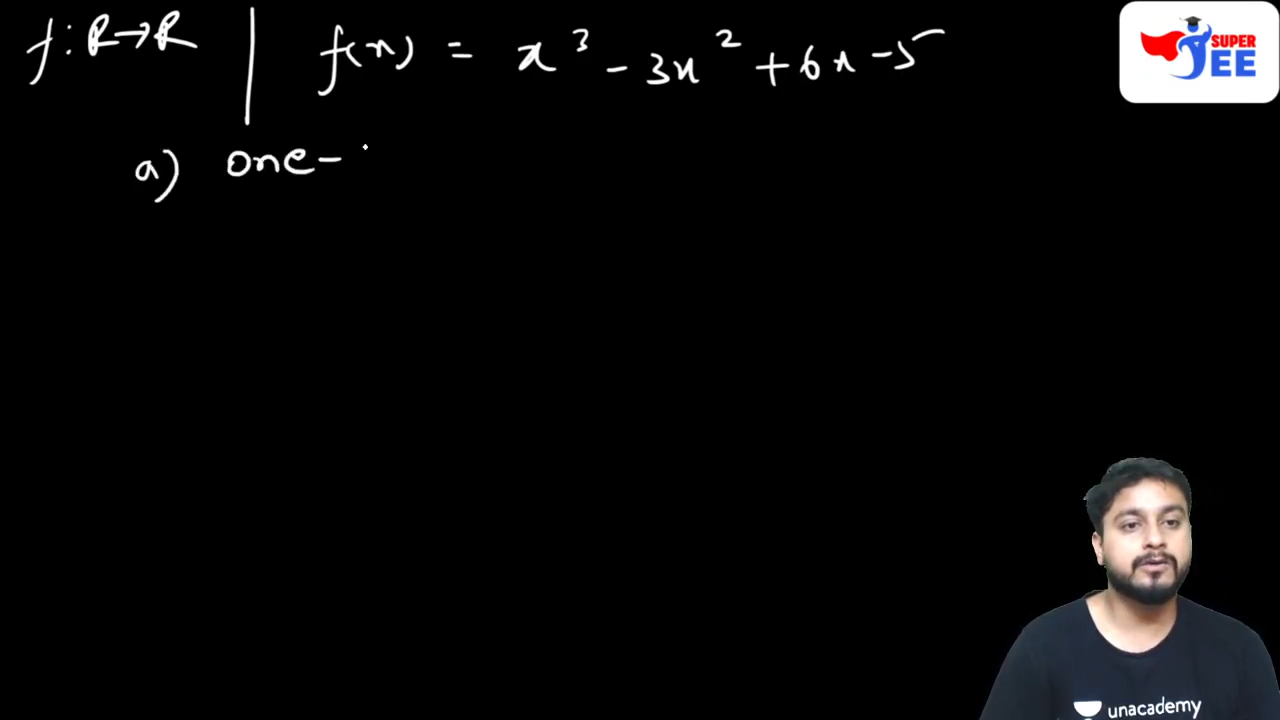 f : R → R | f(x) = x³ - 3x² + 6x - 5
a) one-
SUPER
JEE
unacademy